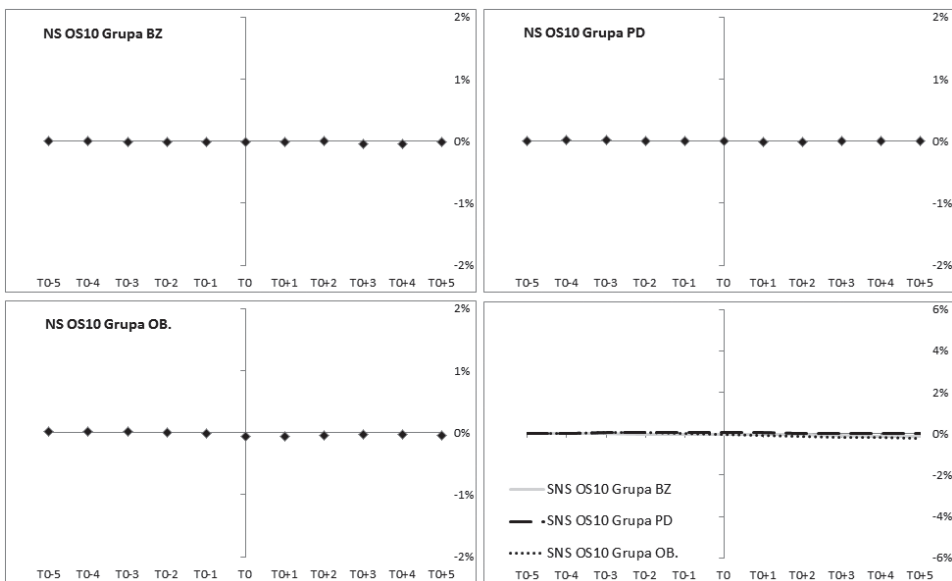 NS OS10 Grupa BZ
2%
1%
0%
-1%
-2%
T0-5 T0-4 T0-3 T0-2 T0-1 T0 T0+1 T0+2 T0+3 T0+4 T0+5
NS OS10 Grupa PD
2%
1%
0%
-1%
-2%
T0-5 T0-4 T0-3 T0-2 T0-1 T0 T0+1 T0+2 T0+3 T0+4 T0+5
NS OS10 Grupa OB.
2%
1%
0%
-1%
-2%
T0-5 T0-4 T0-3 T0-2 T0-1 T0 T0+1 T0+2 T0+3 T0+4 T0+5
6%
4%
2%
0%
-2%
-4%
-6%
SNS OS10 Grupa BZ
SNS OS10 Grupa PD
SNS OS10 Grupa OB.
T0-5 T0-4 T0-3 T0-2 T0-1 T0 T0+1 T0+2 T0+3 T0+4 T0+5